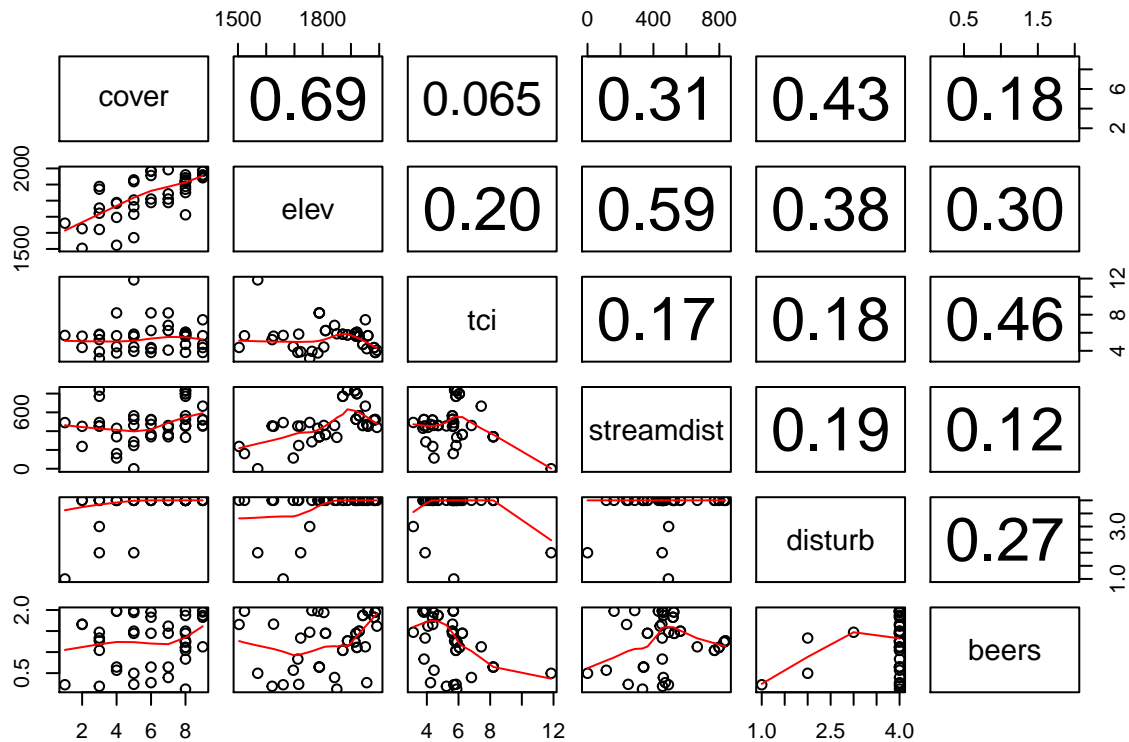 1500 1800 0 400 800 0.5 1.5
cover 0.69 0.065 0.31 0.43 0.18 2 6
1500 2000 elev 0.20 0.59 0.38 0.30
tci 0.17 0.18 0.46 4 8 12
0 600 streamdist 0.19 0.12
disturb 0.27 1.0 3.0
0.5 2.0 beers
2 4 6 8 4 6 8 12 1.0 2.5 4.0